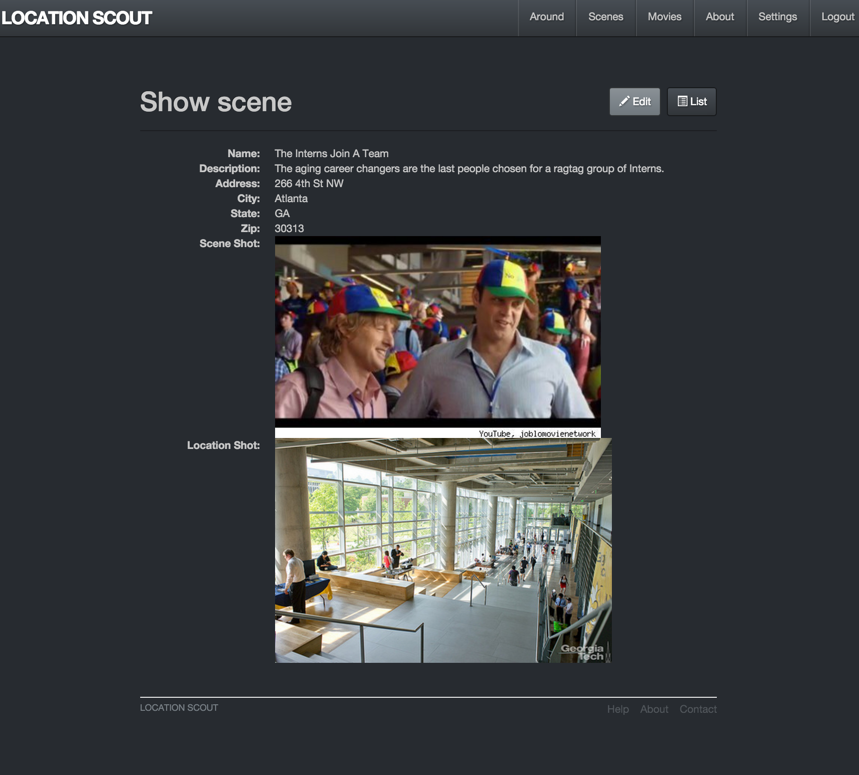 LOCATION SCOUT
Around Scenes Movies About Settings Logout
Show scene
Edit List
Name: The Interns Join A Team
Description: The aging career changers are the last people chosen for a ragtag group of Interns.
Address: 266 4th St NW
City: Atlanta
State: GA
Zip: 30313
Scene Shot:
YouTube, joblomovienetwork
Location Shot:
Georgia
Tech
LOCATION SCOUT
Help About Contact